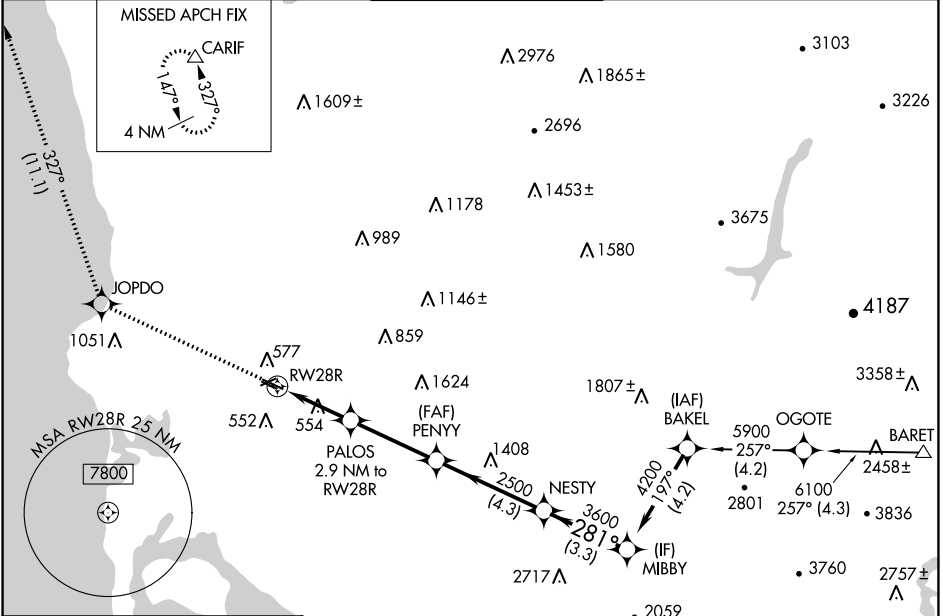 MISSED APCH FIX
CARIF
147°
327°
4 NM
2976
1865±
3103
1609±
2696
3226
327°
(11.1)
1178
1453±
3675
989
1580
JOPDO
1146±
4187
1051
859
577
RW28R
1624
1807±
3358±
552
554
(FAF)
PENYY
(IAF)
BAKEL
OGOTE
BARET
MSA RW28R 25 NM
7800
PALOS
2.9 NM to
RW28R
1408
2500
(4.3)
NESTY
4200
197°
(4.2)
5900
257°
(4.2)
2458±
6100
257° (4.3)
2801
3836
3600
281°
(3.3)
(IF)
MIBBY
2717
3760
2757±
2059